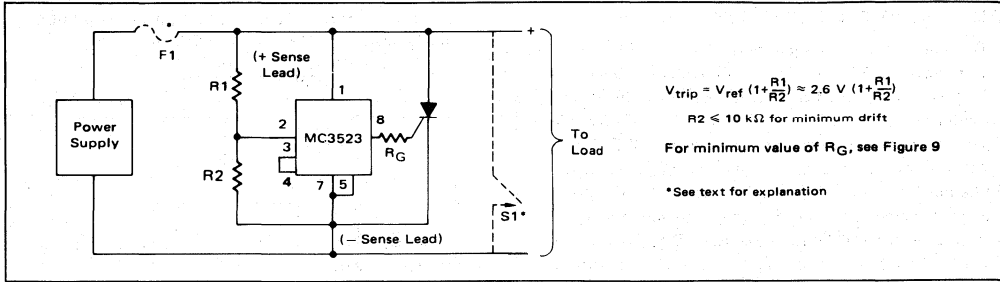 *
F1
(+ Sense
Lead)
+
R1
1
Power
Supply
2
MC3523
8
3
4
RG
R2
7
5
To
Load
S1*
(– Sense Lead)
Vtrip = Vref (1+R1/R2) ≈ 2.6 V (1+R1/R2)
R2 ⩽ 10 kΩ for minimum drift
For minimum value of RG, see Figure 9
*See text for explanation